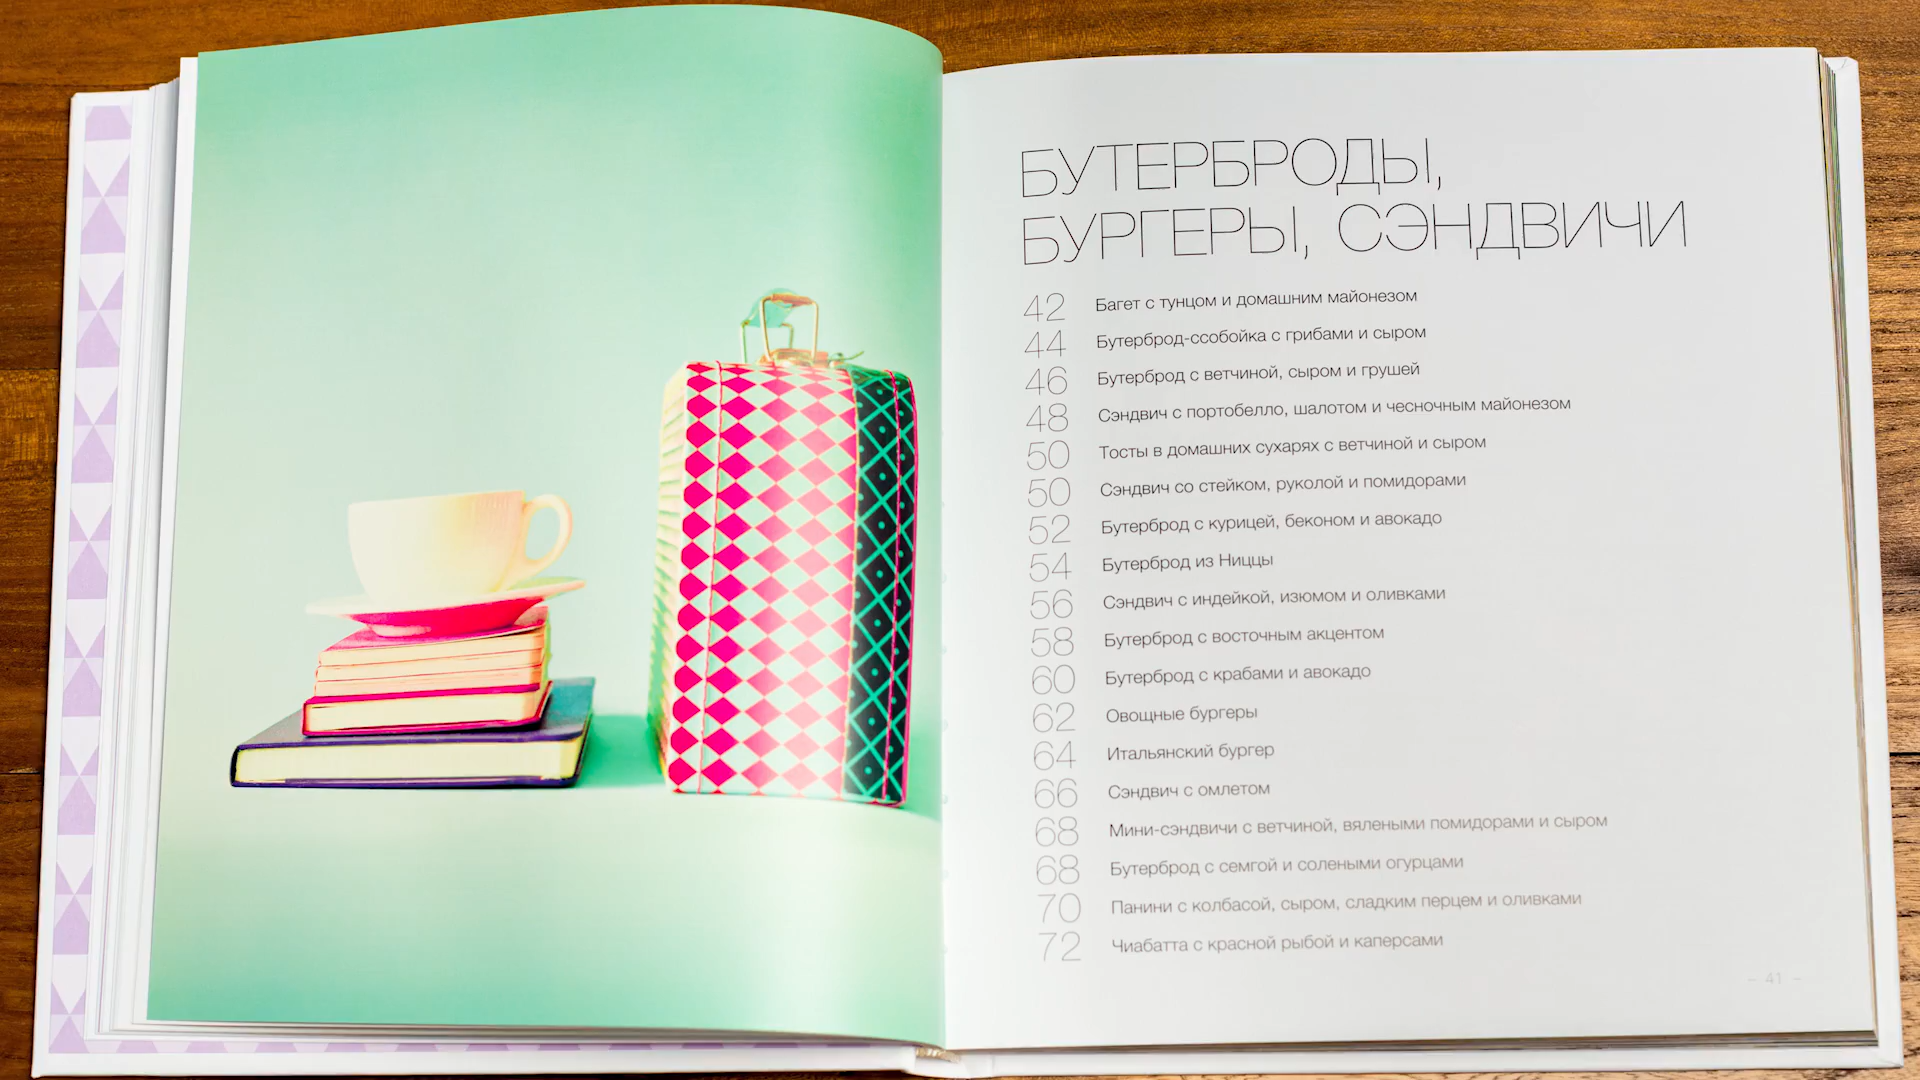 БУТЕРБРОДЫ,
БУРГЕРЫ, СЭНДВИЧИ
42 Багет с тунцом и домашним майонезом
44 Бутерброд-ссобойка с грибами и сыром
46 Бутерброд с ветчиной, сыром и грушей
48 Сэндвич с портобелло, шалотом и чесночным майонезом
50 Тосты в домашних сухарях с ветчиной и сыром
50 Сэндвич со стейком, руколой и помидорами
52 Бутерброд с курицей, беконом и авокадо
54 Бутерброд из Ниццы
56 Сэндвич с индейкой, изюмом и оливками
58 Бутерброд с восточным акцентом
60 Бутерброд с крабами и авокадо
62 Овощные бургеры
64 Итальянский бургер
66 Сэндвич с омлетом
68 Мини-сэндвичи с ветчиной, вялеными помидорами и сыром
68 Бутерброд с семгой и солеными огурцами
70 Панини с колбасой, сыром, сладким перцем и оливками
72 Чиабатта с красной рыбой и каперсами
– 41 –